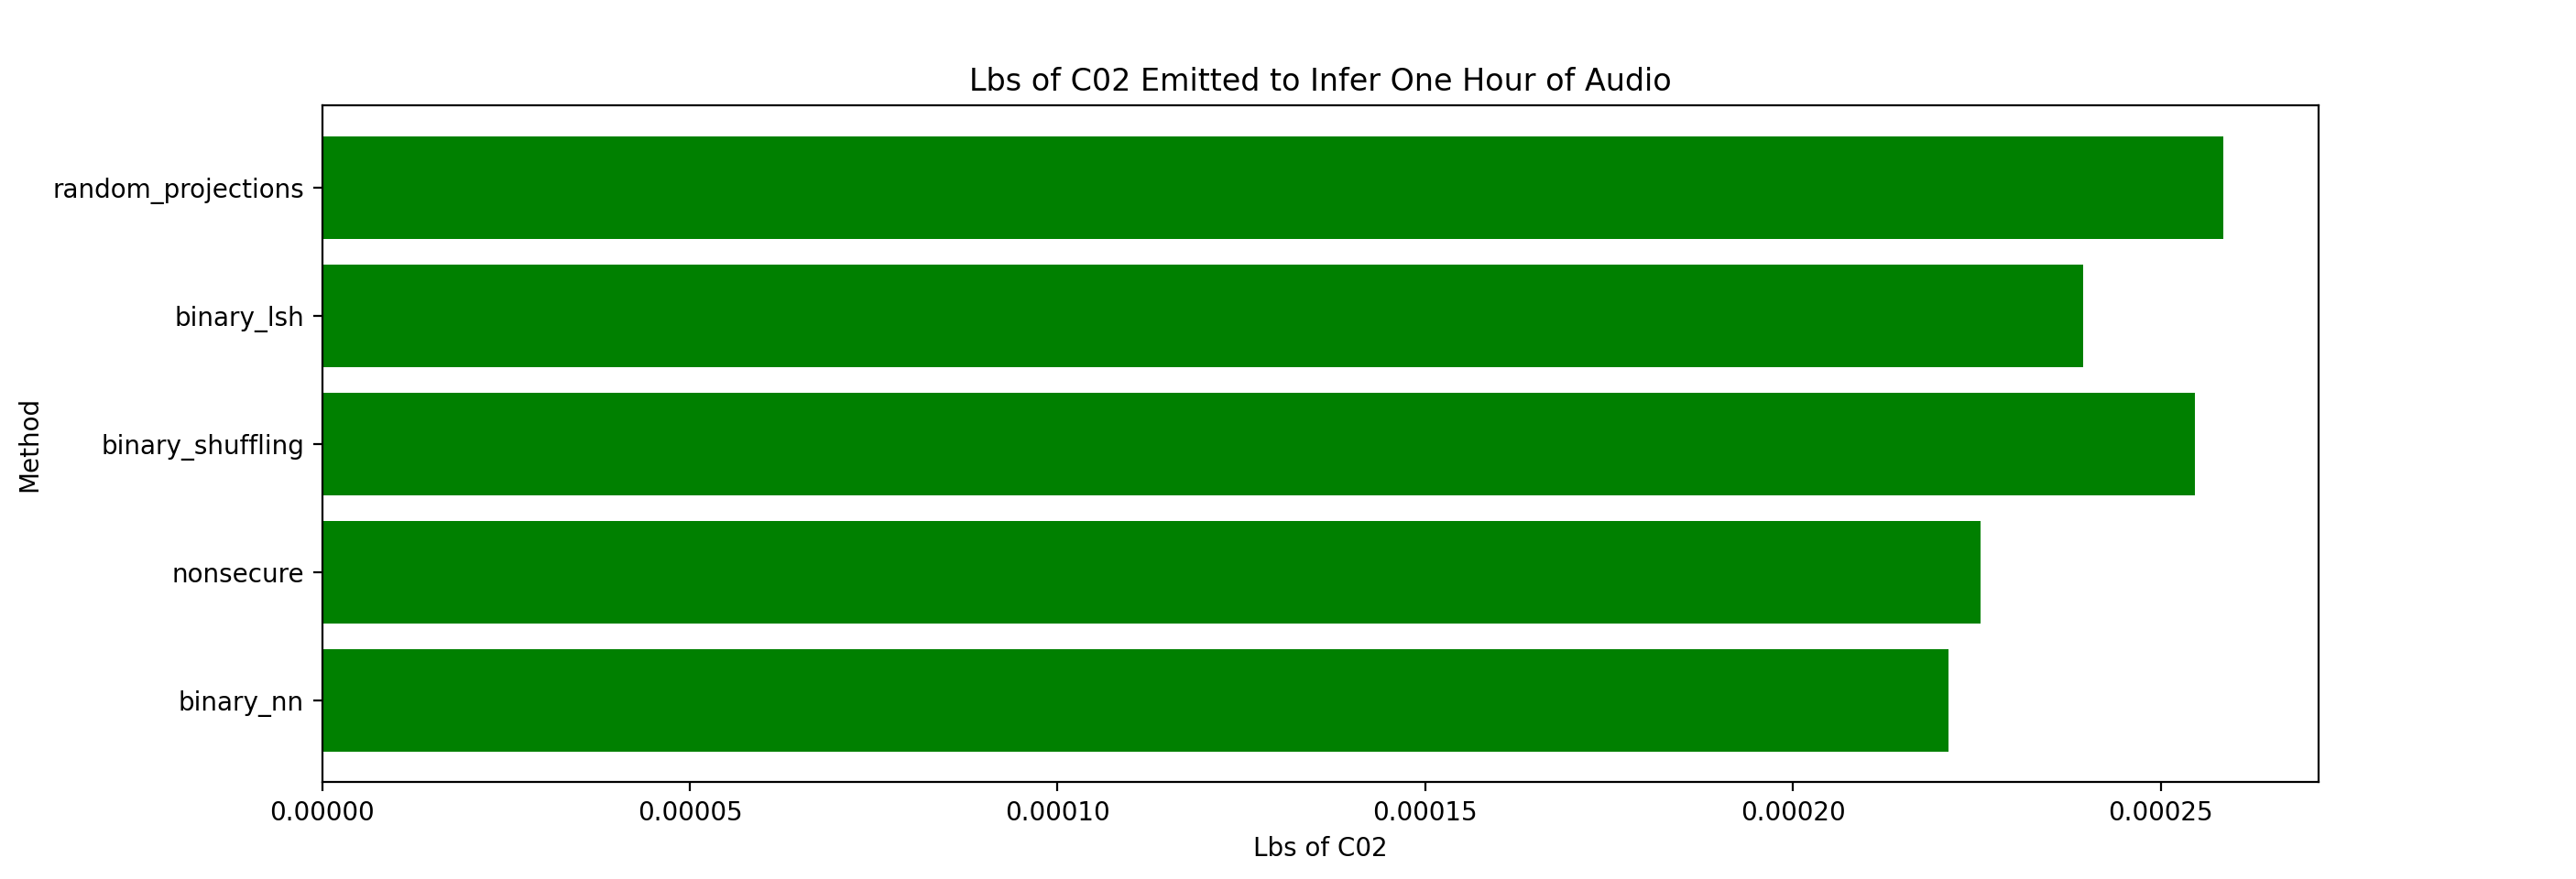 Lbs of C02 Emitted to Infer One Hour of Audio
random_projections
binary_lsh
binary_shuffling
nonsecure
binary_nn
Method
0.00000 0.00005 0.00010 0.00015 0.00020 0.00025
Lbs of C02